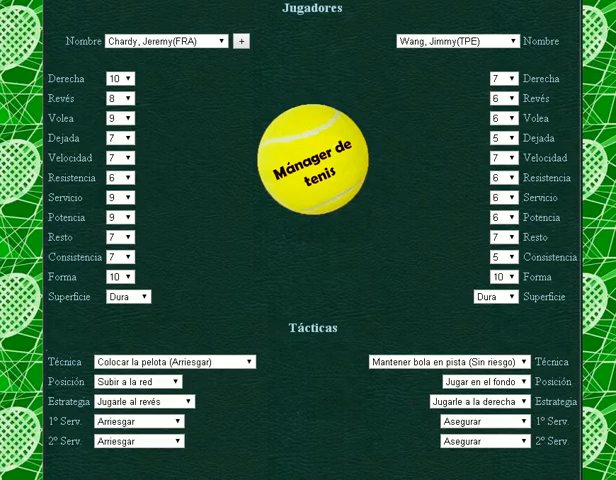 Jugadores
Nombre Chardy, Jeremy(FRA) + Wang, Jimmy(TPE) Nombre
Derecha 10 7 Derecha
Revés 8 6 Revés
Volea 9 6 Volea
Dejada 7 5 Dejada
Velocidad 7 7 Velocidad
Resistencia 6 6 Resistencia
Servicio 9 6 Servicio
Potencia 9 6 Potencia
Resto 7 7 Resto
Consistencia 7 5 Consistencia
Forma 10 10 Forma
Superficie Dura Dura Superficie
Mánager de
tenis
Tácticas
Técnica Colocar la pelota (Arriesgar) Mantener bola en pista (Sin riesgo) Técnica
Posición Subir a la red Jugar en el fondo Posición
Estrategia Jugarle al revés Jugarle a la derecha Estrategia
1º Serv. Arriesgar Asegurar 1º Serv.
2º Serv. Arriesgar Asegurar 2º Serv.